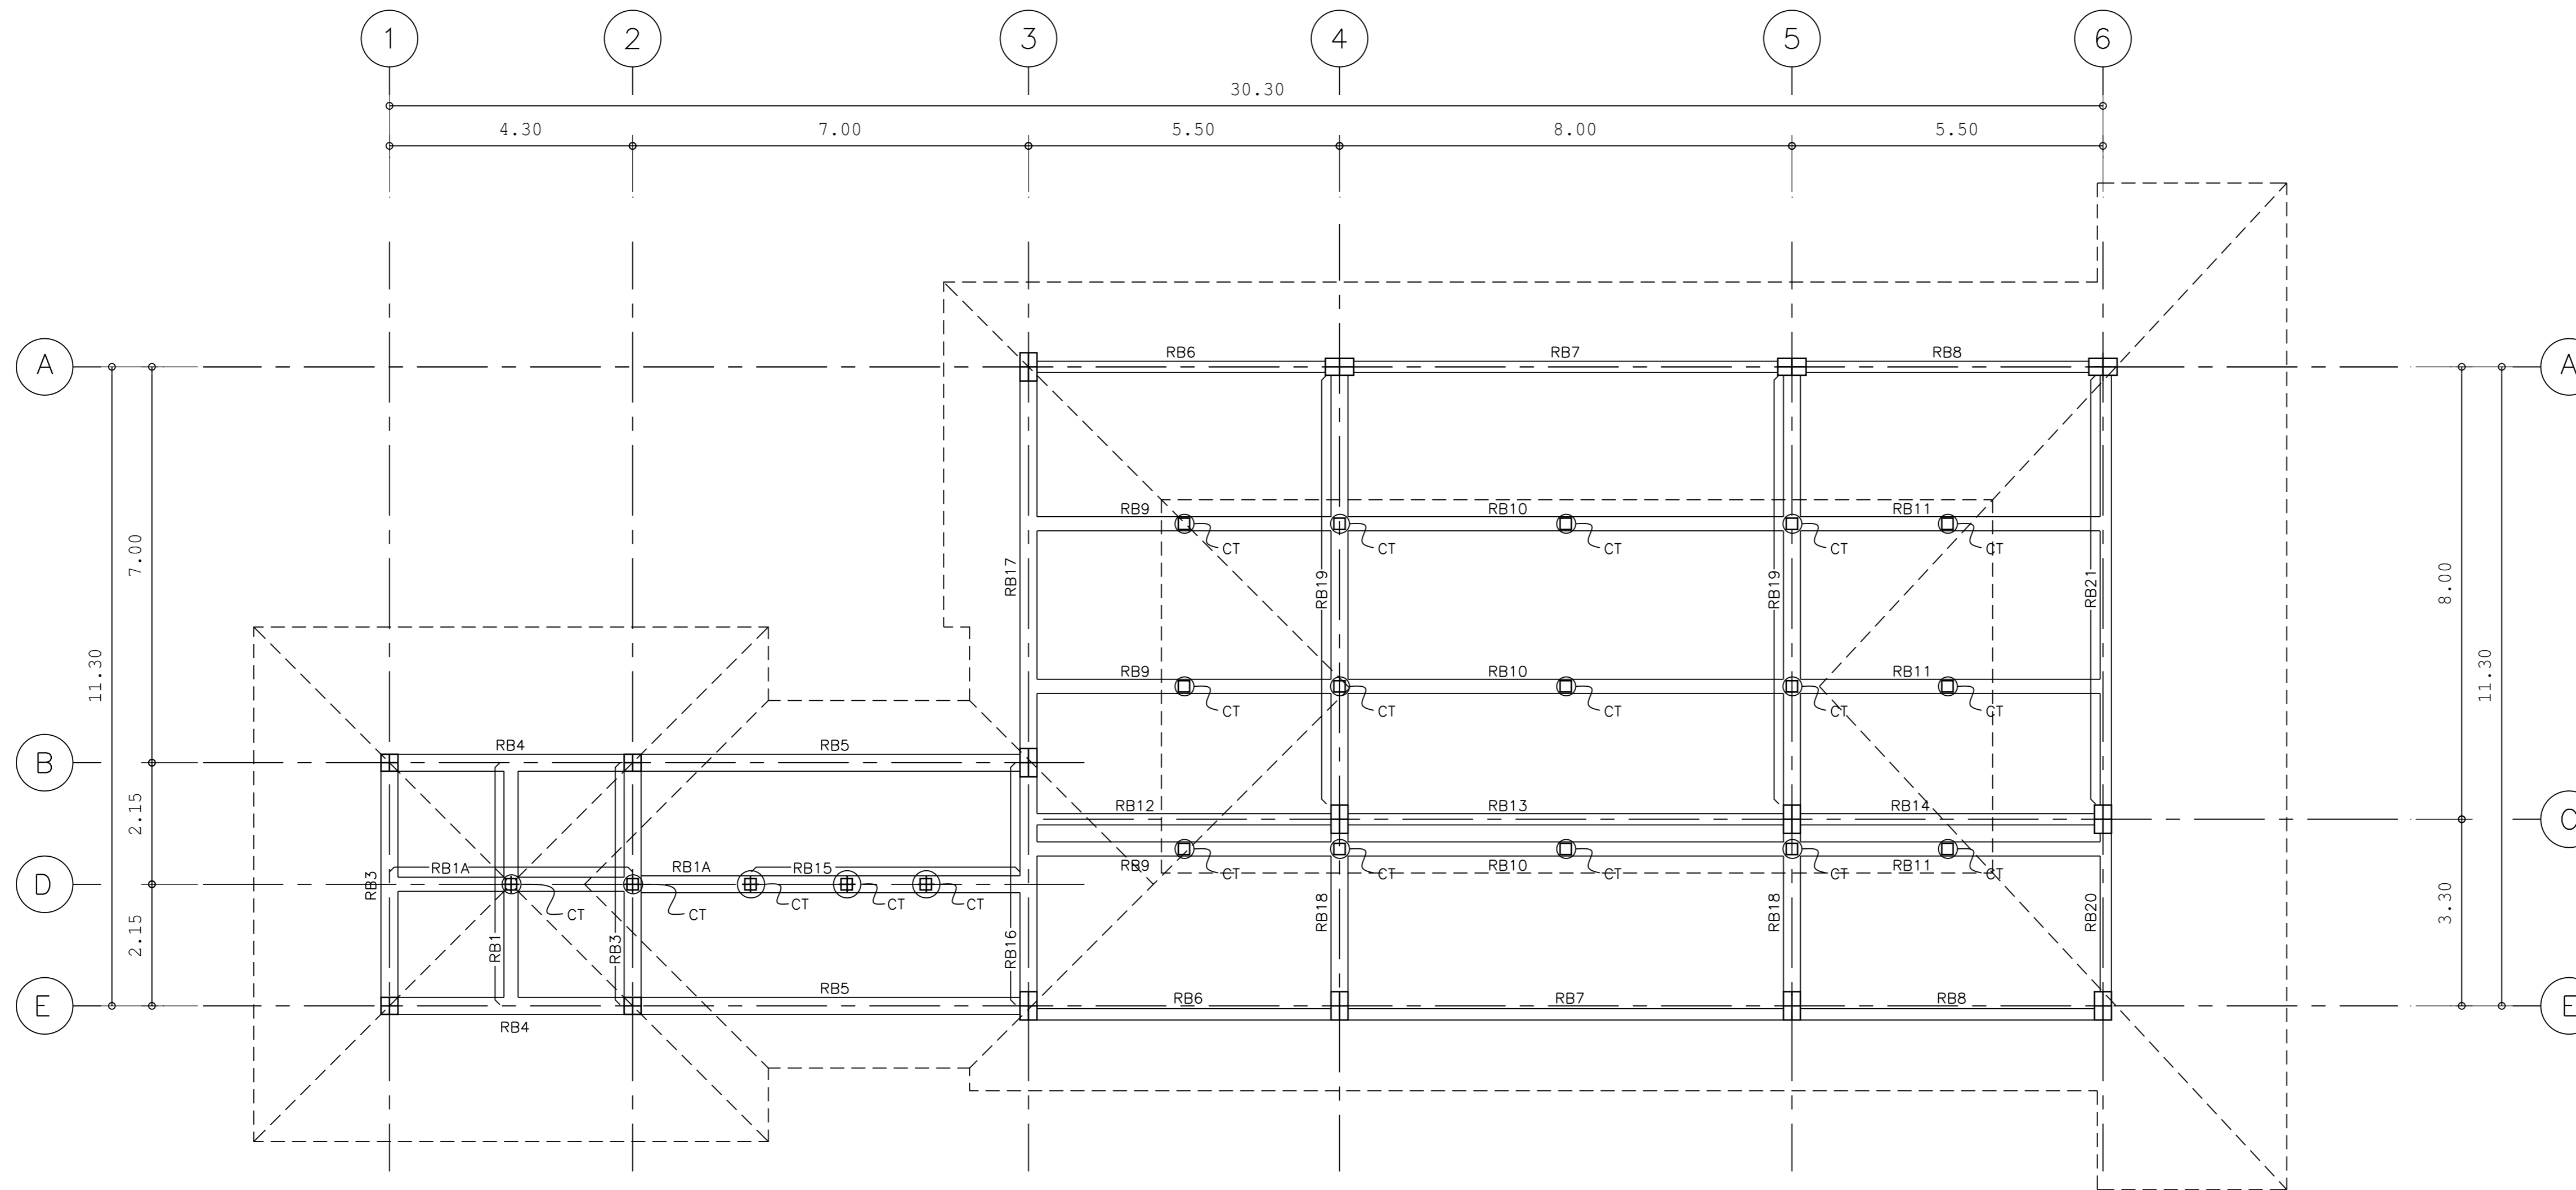 1 2 3 4 5 6
30.30
4.30 7.00 5.50 8.00 5.50
A RB6 RB7 RB8 A
RB9 RB10 RB11
CT CT CT CT CT
7.00 RB17 RB19 RB19 RB21 8.00
11.30 11.30
RB9 RB10 RB11
CT CT CT CT CT
RB4 RB5
B
2.15 RB12 RB13 RB14 C
RB1A RB1A RB15 RB9 RB10 RB11
CT CT CT CT CT
D RB3
CT CT CT CT CT
2.15 RB1 RB3 RB16 RB18 RB18 RB20 3.30
RB5 RB6 RB7 RB8
E E
RB4